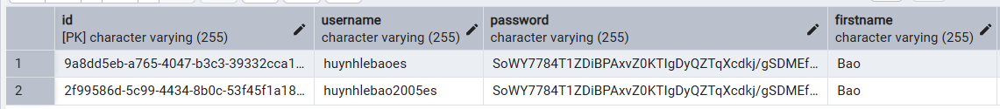 id username password firstname
[PK] character varying (255) character varying (255) character varying (255) character varying (255)
1 9a8dd5eb-a765-4047-b3c3-39332cca1... huynhlebaoes SoWY7784T1ZDiBPAxvZ0KTIgDyQZTqXcdkj/gSDMEf... Bao
2 2f99586d-5c99-4434-8b0c-53f45f1a18... huynhlebao2005es SoWY7784T1ZDiBPAxvZ0KTIgDyQZTqXcdkj/gSDMEf... Bao